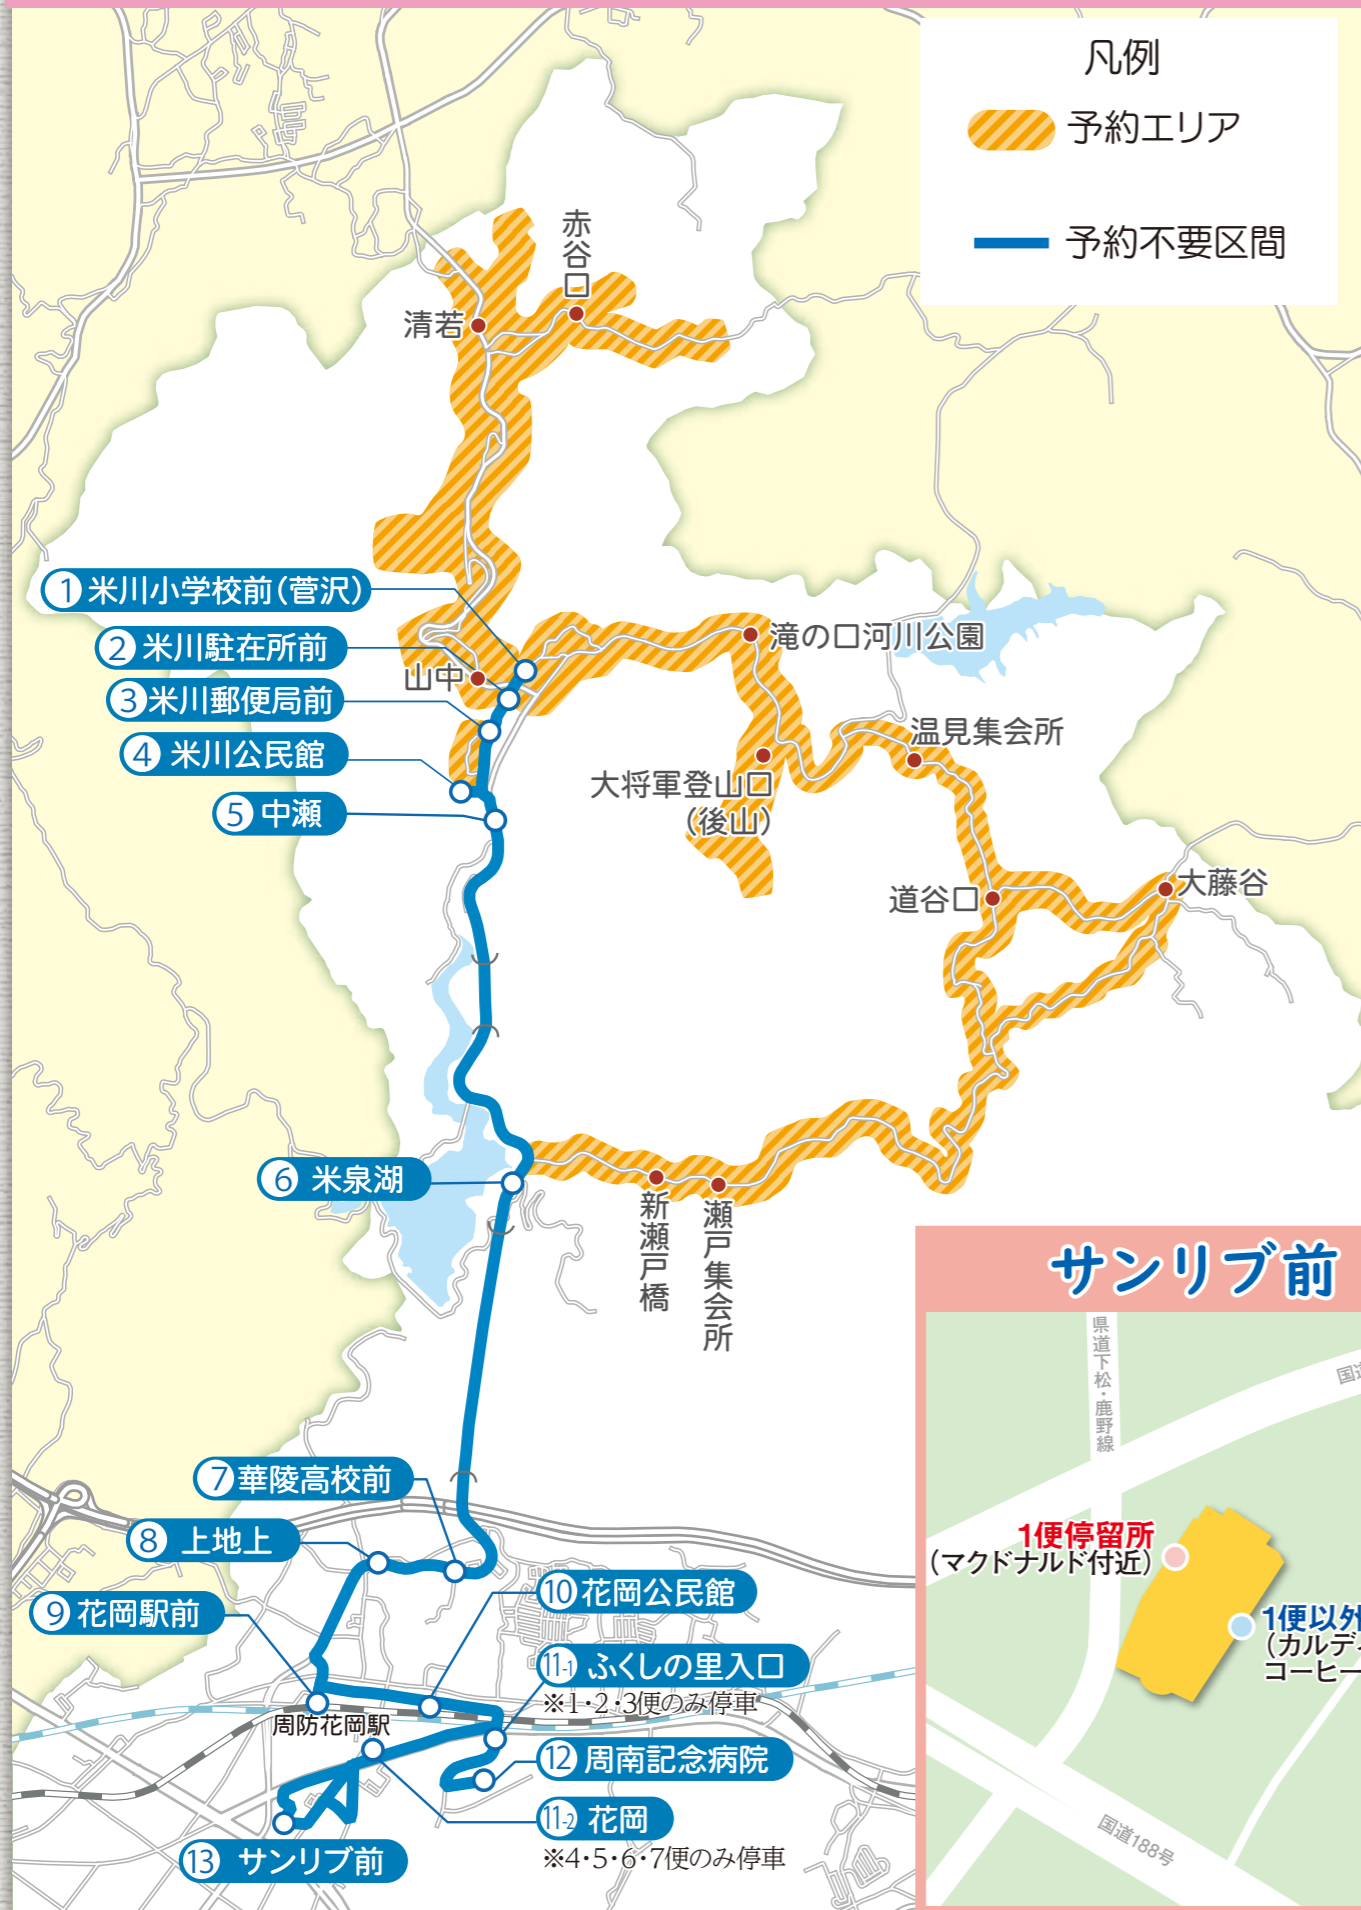 凡例
予約エリア
予約不要区間
赤谷口
清若
①米川小学校前(菅沢)
②米川駐在所前
山中
③米川郵便局前
④米川公民館
⑤中瀬
滝の口河川公園
温見集会所
大将軍登山口
(後山)
道谷口
大藤谷
⑥米泉湖
新瀬戸橋
瀬戸集会所
⑦華陵高校前
⑧上地上
⑨花岡駅前
⑩花岡公民館
11-1 ふくしの里入口
※1・2・3便のみ停車
周防花岡駅
⑫周南記念病院
11-2 花岡
※4・5・6・7便のみ停車
⑬サンリブ前
サンリブ前
県道下松・鹿野線
国道
1便停留所
(マクドナルド付近)
1便以外
(カルディ
コーヒー
国道188号